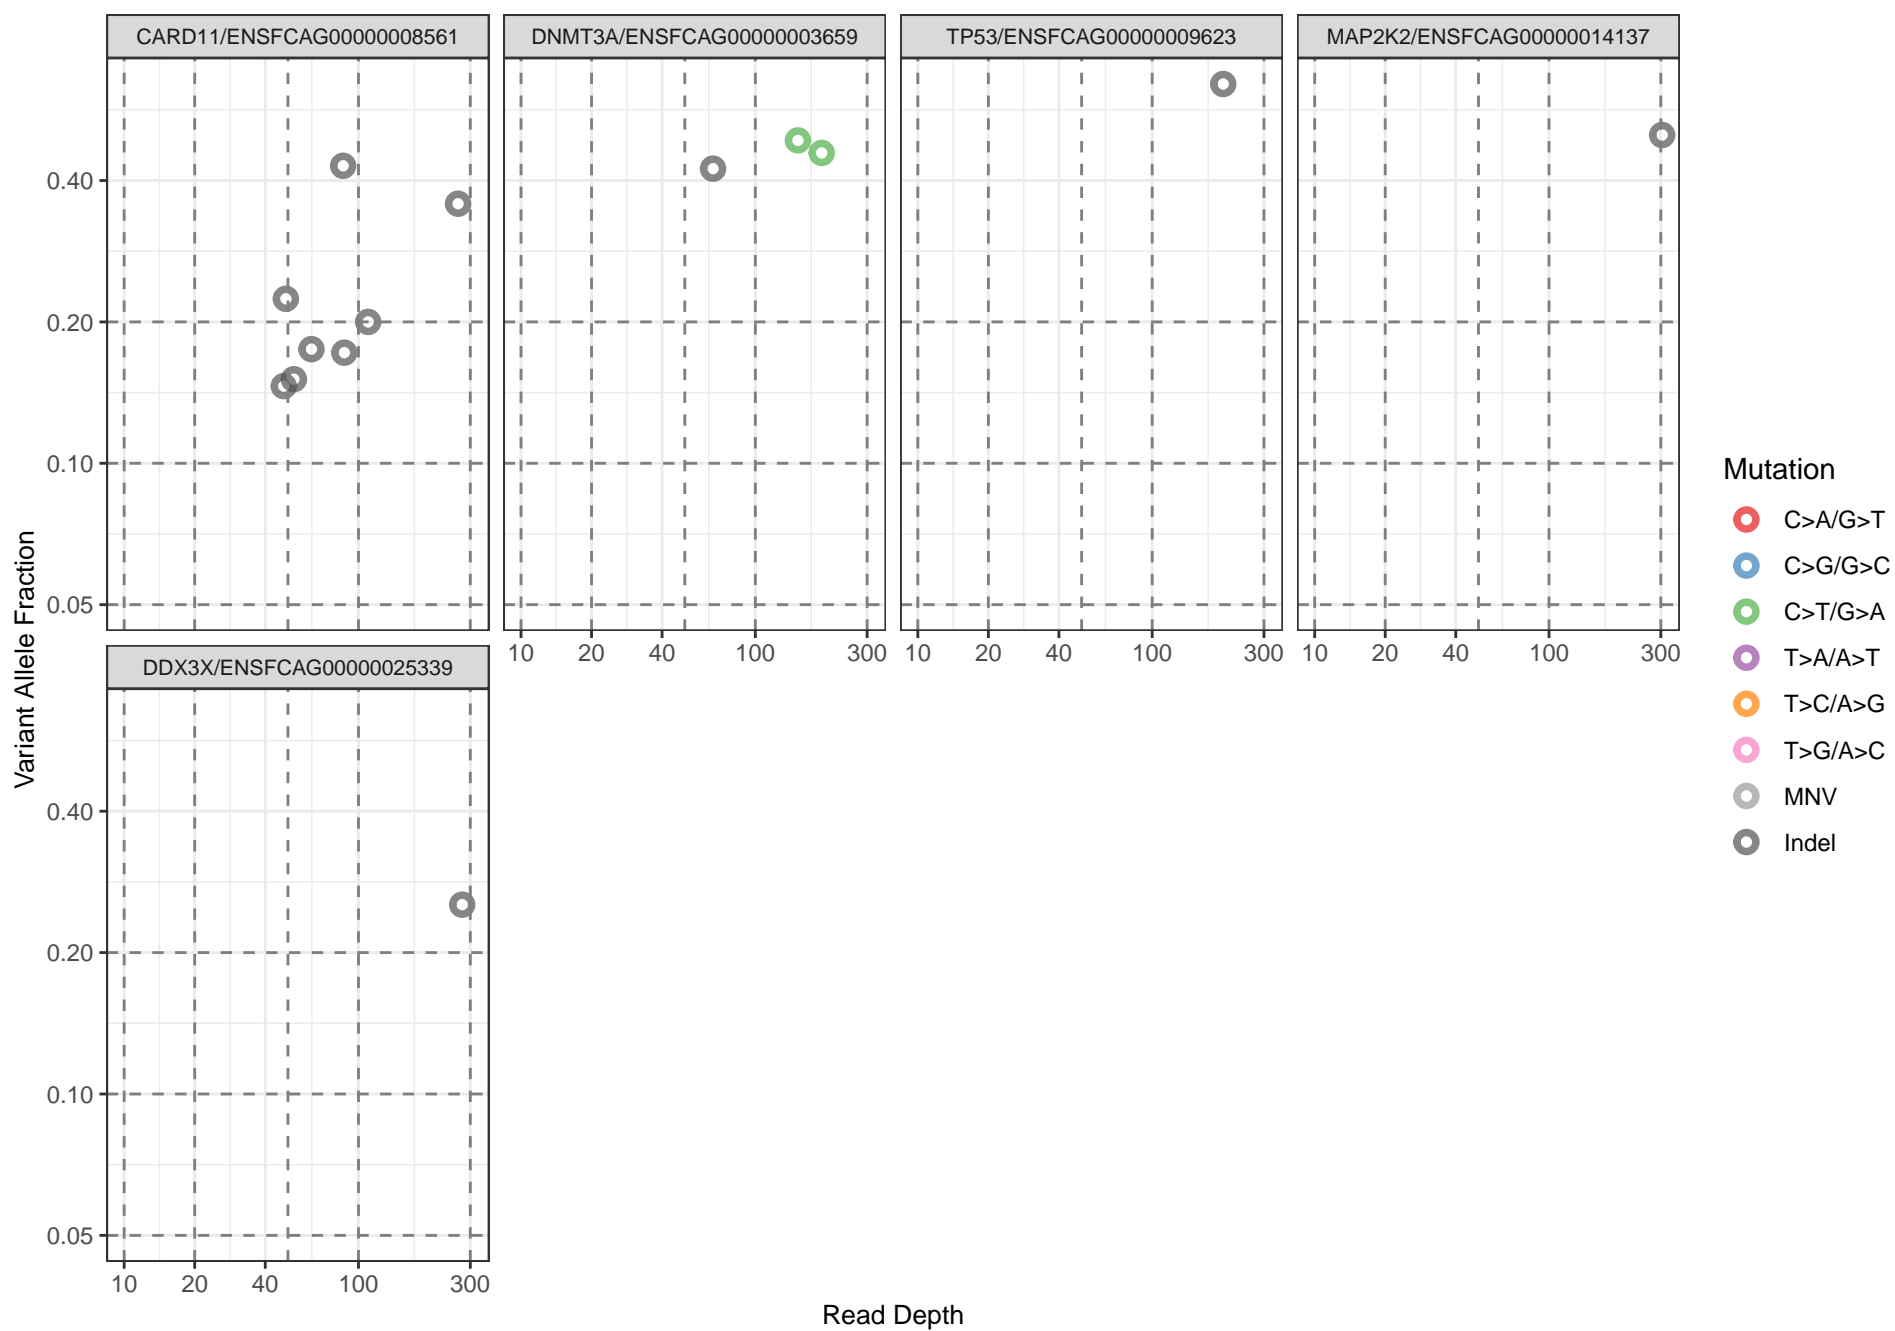 CARD11/ENSFCAG00000008561
DNMT3A/ENSFCAG00000003659
TP53/ENSFCAG00000009623
MAP2K2/ENSFCAG00000014137
0.40
0.20
0.10
0.05
10 20 40 100 300
10 20 40 100 300
10 20 40 100 300
DDX3X/ENSFCAG00000025339
0.40
0.20
0.10
0.05
10 20 40 100 300
Variant Allele Fraction
Read Depth
Mutation
C>A/G>T
C>G/G>C
C>T/G>A
T>A/A>T
T>C/A>G
T>G/A>C
MNV
Indel